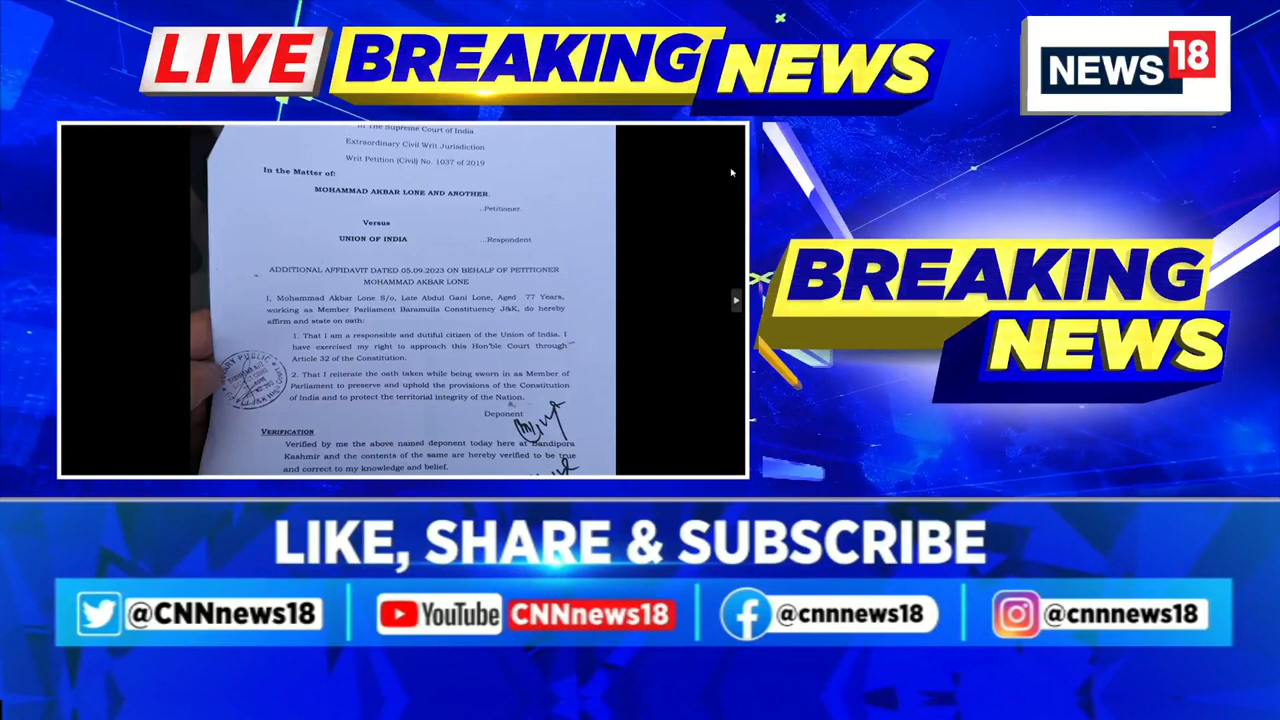 LIVE BREAKING NEWS
NEWS 18
In The Supreme Court of India
Extraordinary Civil Writ Jurisdiction
Writ Petition (Civil) No. 1037 of 2019
In the Matter of:
MOHAMMAD AKBAR LONE AND ANOTHER
..Petitioner.
Versus
UNION OF INDIA
...Respondent
ADDITIONAL AFFIDAVIT DATED 05.09.2023 ON BEHALF OF PETITIONER
MOHAMMAD AKBAR LONE
I, Mohammad Akbar Lone S/o, Late Abdul Gani Lone, Aged 77 Years,
working as Member Parliament Baramulla Constituency J&K, do hereby
affirm and state on oath:
1. That I am a responsible and dutiful citizen of the Union of India. I
have exercised my right to approach this Hon'ble Court through
Article 32 of the Constitution.
2. That I reiterate the oath taken while being sworn in as Member of
Parliament to preserve and uphold the provisions of the Constitution
of India and to protect the territorial integrity of the Nation.
Deponent
VERIFICATION
Verified by me the above named deponent today here at Bandipora
Kashmir and the contents of the same are hereby verified to be true
and correct to my knowledge and belief.
BREAKING
NEWS
LIKE, SHARE & SUBSCRIBE
@CNNnews18
YouTube CNNnews18
@cnnnews18
@cnnnews18